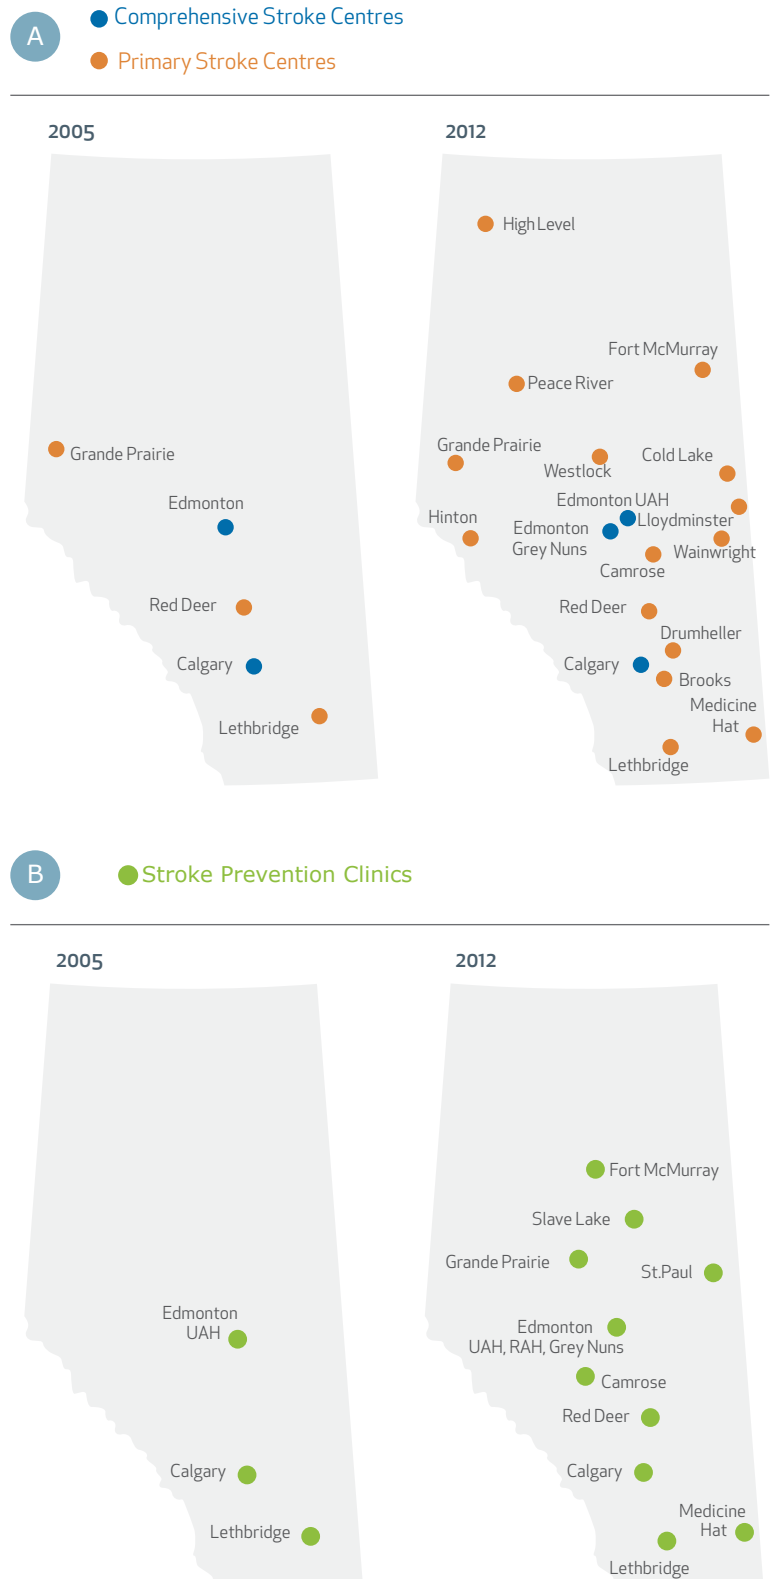 A
Comprehensive Stroke Centres
Primary Stroke Centres
2005
Grande Prairie
Edmonton
Red Deer
Calgary
Lethbridge
2012
High Level
Fort McMurray
Peace River
Grande Prairie
Westlock
Cold Lake
Edmonton UAH
Lloydminster
Hinton
Edmonton
Grey Nuns
Wainwright
Camrose
Red Deer
Drumheller
Calgary
Brooks
Medicine
Hat
Lethbridge
B
Stroke Prevention Clinics
2005
Edmonton
UAH
Calgary
Lethbridge
2012
Fort McMurray
Slave Lake
Grande Prairie
St.Paul
Edmonton
UAH, RAH, Grey Nuns
Camrose
Red Deer
Calgary
Medicine
Hat
Lethbridge